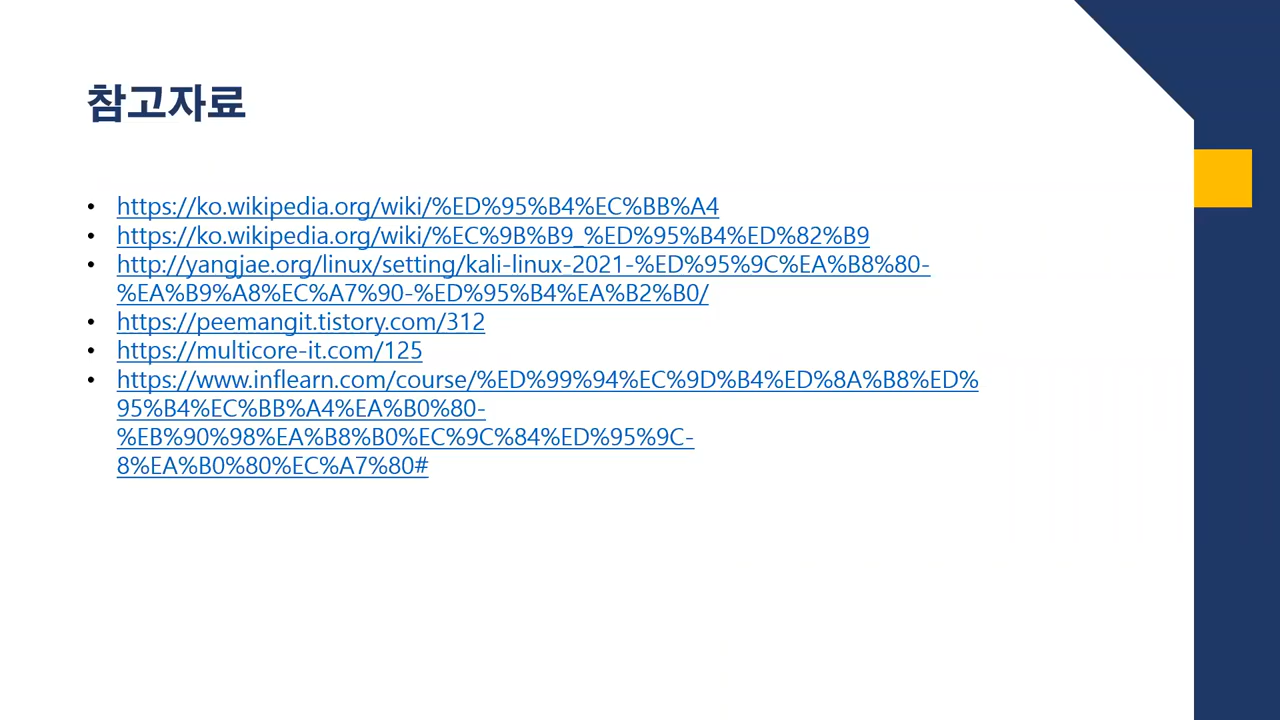 참고자료
• https://ko.wikipedia.org/wiki/%ED%95%B4%EC%BB%A4
• https://ko.wikipedia.org/wiki/%EC%9B%B9_%ED%95%B4%ED%82%B9
• http://yangjae.org/linux/setting/kali-linux-2021-%ED%95%9C%EA%B8%80-
%EA%B9%A8%EC%A7%90-%ED%95%B4%EA%B2%B0/
• https://peemangit.tistory.com/312
• https://multicore-it.com/125
• https://www.inflearn.com/course/%ED%99%94%EC%9D%B4%ED%8A%B8%ED%
95%B4%EC%BB%A4%EA%B0%80-
%EB%90%98%EA%B8%B0%EC%9C%84%ED%95%9C-
8%EA%B0%80%EC%A7%80#